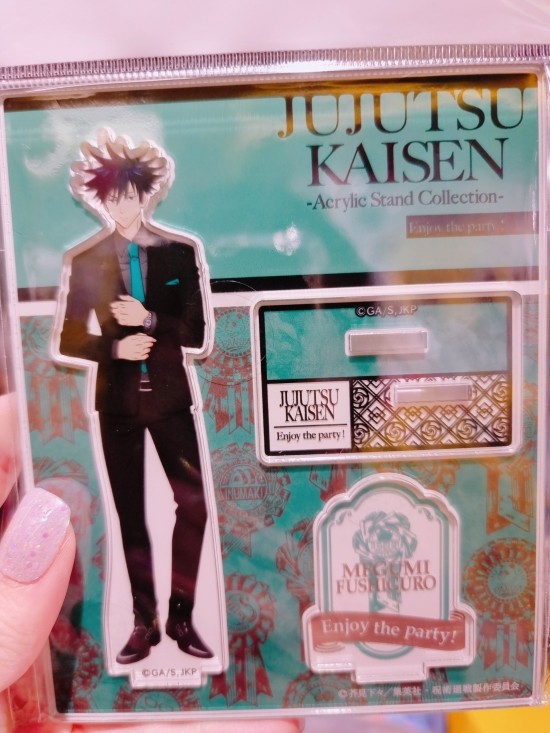 JUJUTSU
KAISEN
-Acrylic Stand Collection-
Enjoy the party!
©GA/S, JKP
JUJUTSU
KAISEN
Enjoy the party!
MEGUMI
FUSHIGURO
Enjoy the party!
©GA/S, JKP
©芥見下々／集英社・呪術廻戦製作委員会